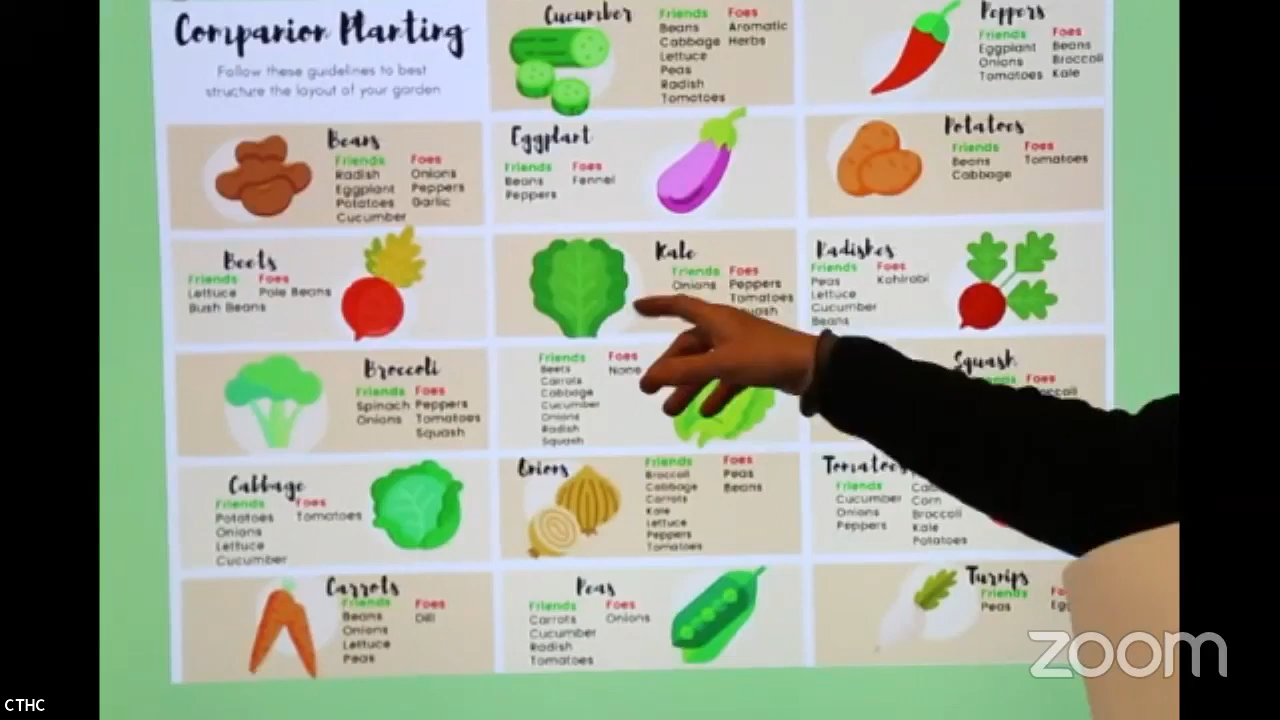 Companion Planting
Follow these guidelines to best
structure the layout of your garden
Cucumber
Friends Foes
Beans Aromatic
Cabbage Herbs
Lettuce
Peas
Radish
Tomatoes
Peppers
Friends Foes
Eggplant Beans
Onions Broccoli
Tomatoes Kale
Beans
Friends Foes
Radish Onions
Eggplant Peppers
Potatoes Garlic
Cucumber
Eggplant
Friends Foes
Beans Fennel
Peppers
Potatoes
Friends Foes
Beans Tomatoes
Cabbage
Beets
Friends Foes
Lettuce Pole Beans
Bush Beans
Kale
Friends Foes
Onions Peppers
Tomatoes
Radishes
Friends Foes
Peas Kohlrabi
Lettuce
Cucumber
Beans
Broccoli
Friends Foes
Spinach Peppers
Onions Tomatoes
Squash
Friends Foes
Beets None
Carrots
Cabbage
Cucumber
Onions
Radish
Squash
Squash
Foes
Cabbage
Friends Foes
Potatoes Tomatoes
Onions
Lettuce
Cucumber
Onions
Friends Foes
Broccoli Peas
Cabbage Beans
Carrots
Kale
Lettuce
Peppers
Tomatoes
Tomatoes
Friends
Cucumber Corn
Onions Broccoli
Peppers Kale
Potatoes
Carrots
Friends Foes
Beans Dill
Onions
Lettuce
Peas
Peas
Friends Foes
Carrots Onions
Cucumber
Radish
Tomatoes
Turnips
Friends
Peas
zoom
CTHC